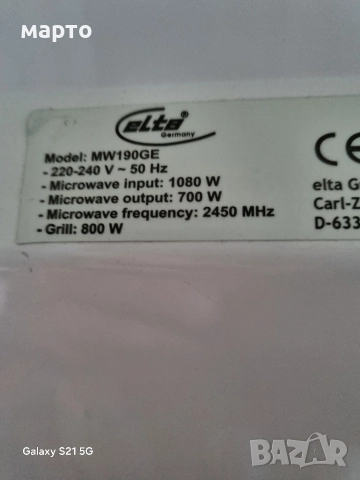 марто
elta®
Germany
Model: MW190GE
- 220-240 V ~ 50 Hz
- Microwave input: 1080 W
- Microwave output: 700 W
- Microwave frequency: 2450 MHz
- Grill: 800 W
CE
elta G
Carl-Z
D-633
Galaxy S21 5G
BAZAR
bg